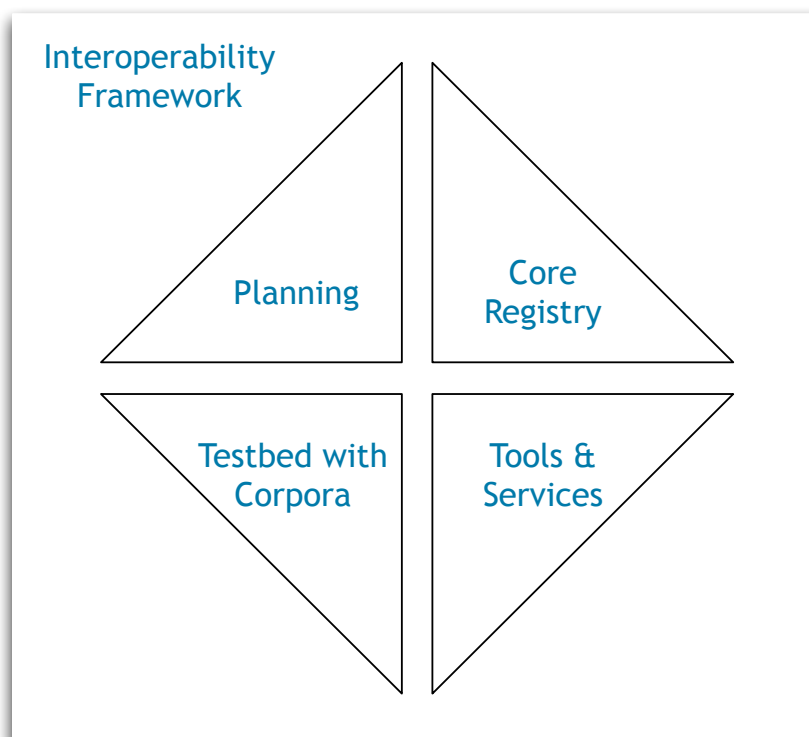 Interoperability
Framework
Planning
Core
Registry
Testbed with
Corpora
Tools &
Services